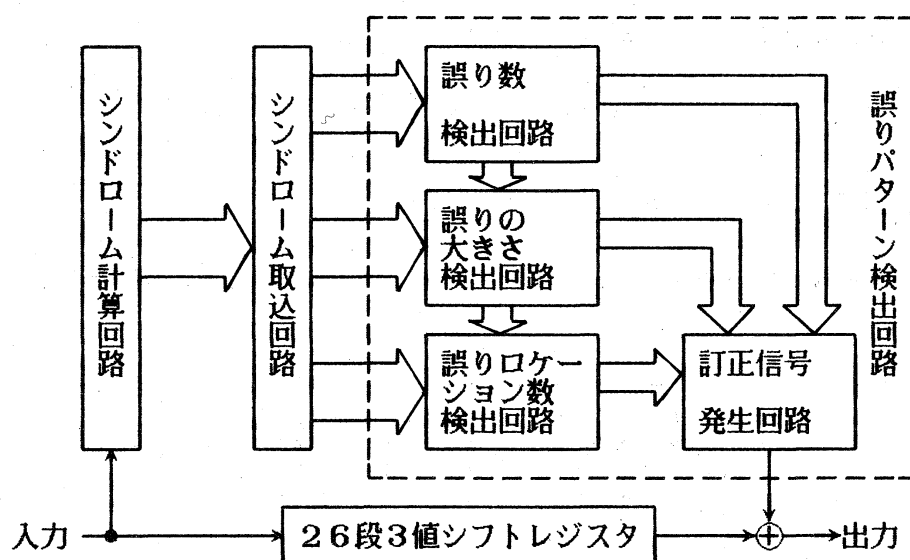 シンドローム計算回路
シンドローム取込回路
誤り数
検出回路
誤りの
大きさ
検出回路
誤りロケー
ション数
検出回路
訂正信号
発生回路
誤りパターン検出回路
入力
26段3値シフトレジスタ
出力